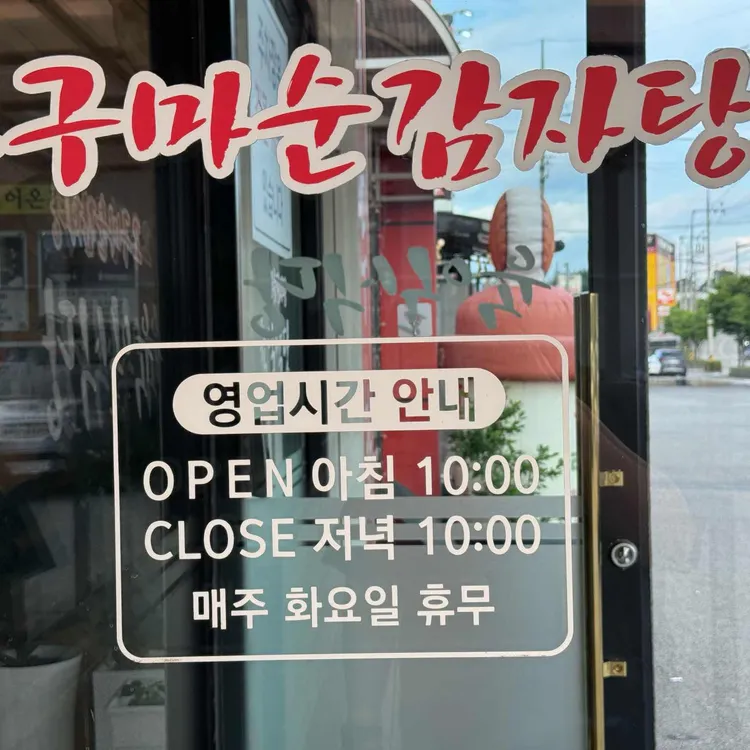 구마순감자탕
영업시간 안내
OPEN 아침 10:00
CLOSE 저녁 10:00
매주 화요일 휴무